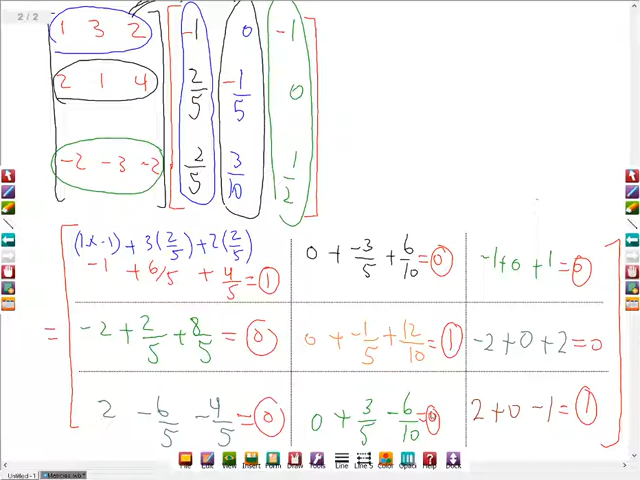 2 / 2
1 3 2 -1 0 -1
2 1 4 2/5 -1/5 0
-2 -3 -2 2/5 3/10 1/2
(1x-1) + 3(2/5) + 2(2/5) 0 + -3/5 + 6/10 = 0 -1+0 +1 = 0
-1 + 6/5 + 4/5 = 1
= -2 + 2/5 + 8/5 = 0 0 + -1/5 + 12/10 = 1 -2 + 0 + 2 = 0
2 -6/5 -4/5 = 0 0 + 3/5 - 6/10 = 0 2 + 0 - 1 = 1
File Edit View Insert Form Draw Tools Line Line S Color Opaci Help Dock
Untitled-1 Matrices.wb*